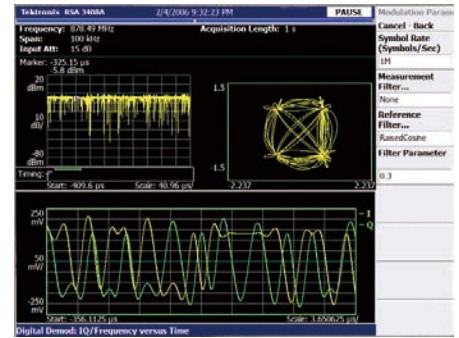 Tektronix RSA 3408A 2/4/2006 9:32:23 PM PAUSE
Frequency: 878.49 MHz Acquisition Length: 1 s
Span: 100 kHz
Input Att: 15 dB
Marker: -325.15 µs
-5.8 dBm
20
dBm
10
dB/
-80
dBm
Timing:
Start: -409.6 µs Scale: 40.96 µs/
1.5
-1.5
-2.237 2.237
250
mV
50
mV/
-250
mV
I
Q
Start: -356.1125 µs Scale: 3.650625 µs/
Digital Demod: IQ/Frequency versus Time
Modulation Param
Cancel - Back
Symbol Rate
(Symbols/Sec)
1M
Measurement
Filter...
None
Reference
Filter...
RaisedCosine
Filter Parameter
0.3